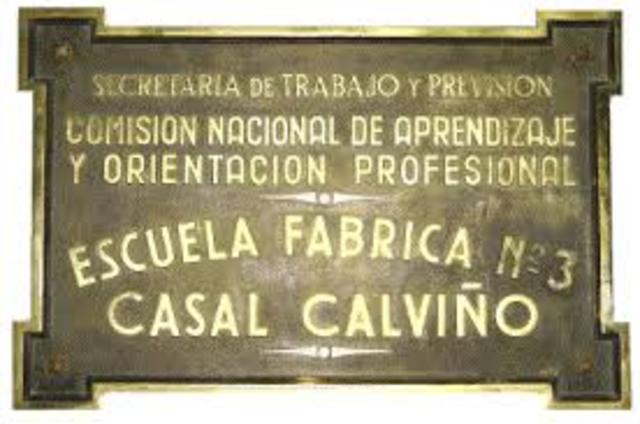 SECRETARIA DE TRABAJO Y PREVISION
COMISION NACIONAL DE APRENDIZAJE
Y ORIENTACION PROFESIONAL
ESCUELA FABRICA Nº 3
CASAL CALVIÑO